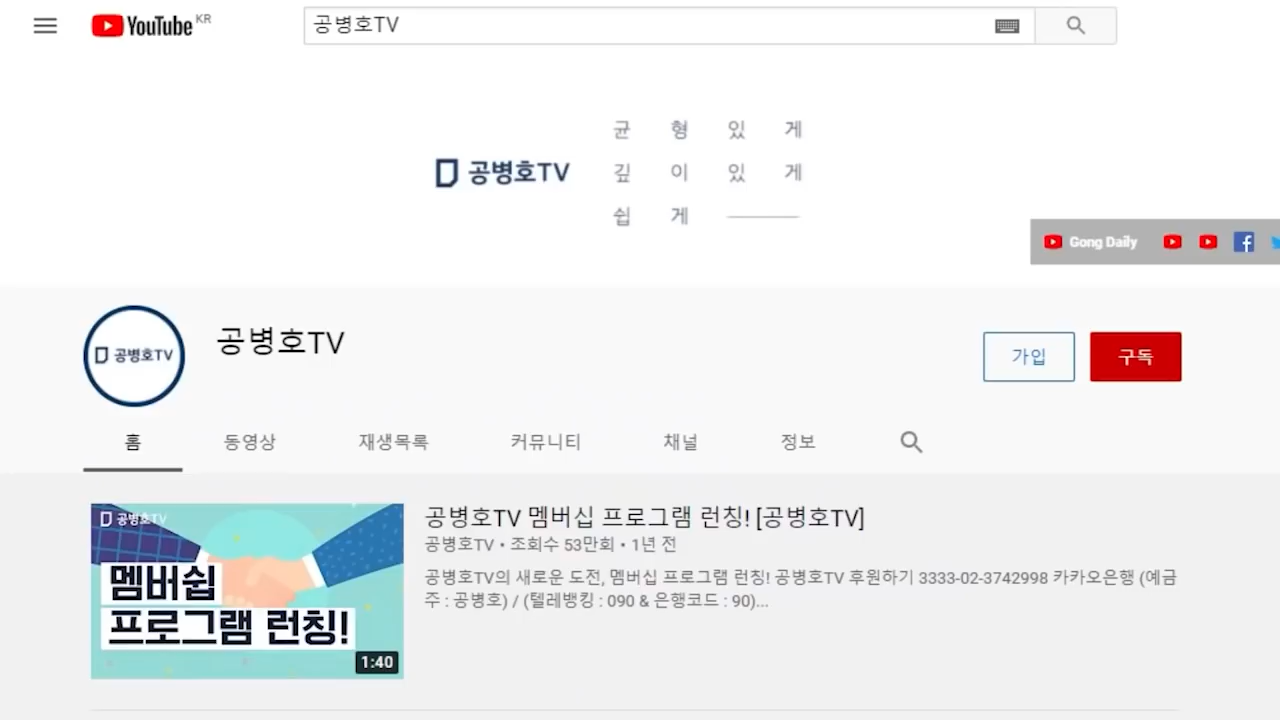 YouTube KR
공병호TV
균 형 있 게
공병호TV
깊 이 있 게
쉽 게
Gong Daily
공병호TV
공병호TV
가입
구독
홈
동영상
재생목록
커뮤니티
채널
정보
공병호TV
멤버쉽
프로그램 런칭!
1:40
공병호TV 멤버십 프로그램 런칭! [공병호TV]
공병호TV • 조회수 53만회 • 1년 전
공병호TV의 새로운 도전, 멤버십 프로그램 런칭! 공병호TV 후원하기 3333-02-3742998 카카오은행 (예금
주 : 공병호) / (텔레뱅킹 : 090 & 은행코드 : 90)...